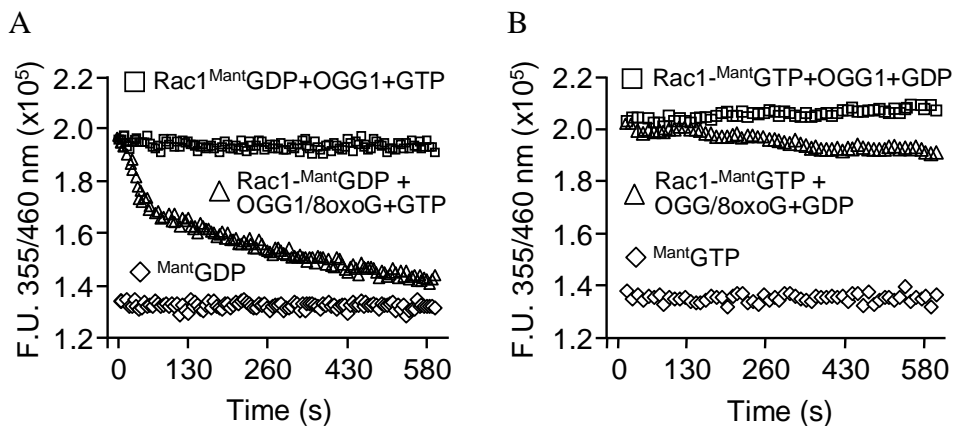 A
F.U. 355/460 nm (x10⁵)
2.2
2.0
1.8
1.6
1.4
1.2
□ Rac1ᴹᵃⁿᵗGDP+OGG1+GTP
△ Rac1-ᴹᵃⁿᵗGDP +
OGG1/8oxoG+GTP
◇ ᴹᵃⁿᵗGDP
0 130 260 430 580
Time (s)
B
F.U. 355/460 nm (x10⁵)
2.2
2.0
1.8
1.6
1.4
1.2
□ Rac1-ᴹᵃⁿᵗGTP+OGG1+GDP
△ Rac1-ᴹᵃⁿᵗGTP +
OGG/8oxoG+GDP
◇ ᴹᵃⁿᵗGTP
0 130 260 430 580
Time (s)